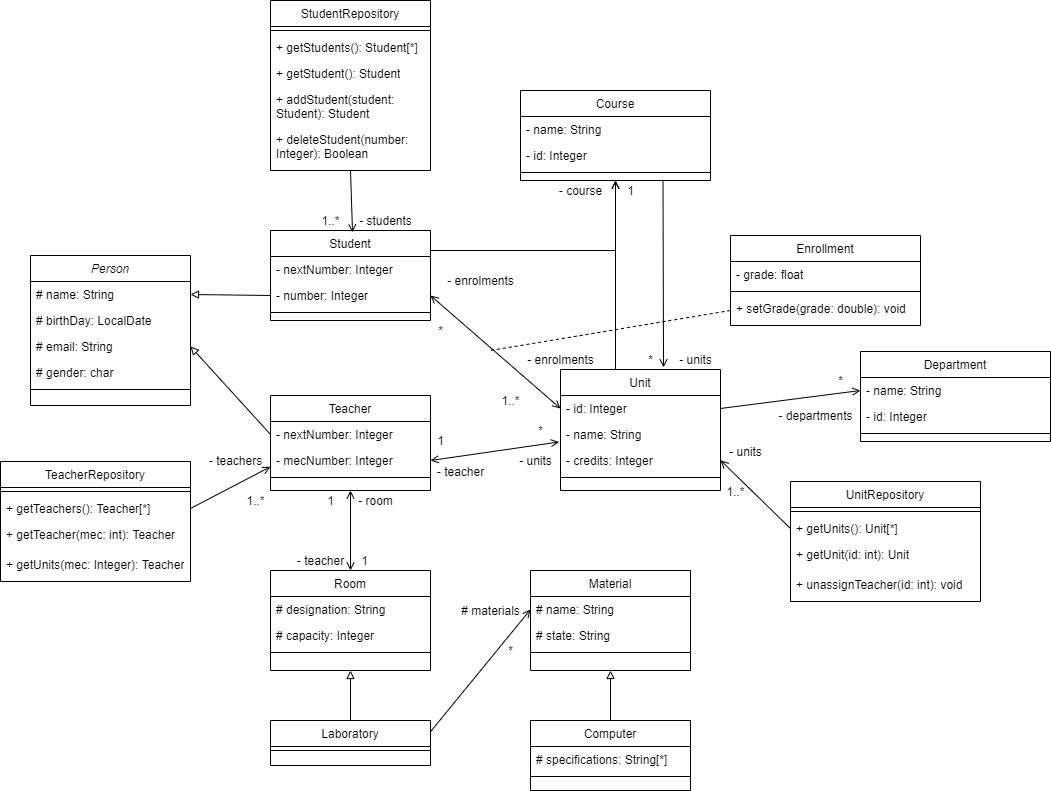 StudentRepository
+ getStudents(): Student[*]
+ getStudent(): Student
+ addStudent(student:
Student): Student
+ deleteStudent(number:
Integer): Boolean
Course
- name: String
- id: Integer
- course
1
1..*
- students
Student
- nextNumber: Integer
- number: Integer
- enrolments
*
Enrollment
- grade: float
+ setGrade(grade: double): void
Person
# name: String
# birthDay: LocalDate
# email: String
# gender: char
- enrolments
1..*
*
- units
Unit
- id: Integer
- name: String
- credits: Integer
*
- departments
Department
- name: String
- id: Integer
Teacher
- nextNumber: Integer
- mecNumber: Integer
1
- teacher
*
- units
- teachers
1..*
TeacherRepository
+ getTeachers(): Teacher[*]
+ getTeacher(mec: int): Teacher
+ getUnits(mec: Integer): Teacher
- units
1..*
UnitRepository
+ getUnits(): Unit[*]
+ getUnit(id: int): Unit
+ unassignTeacher(id: int): void
1
- room
- teacher
1
Room
# designation: String
# capacity: Integer
# materials
*
Material
# name: String
# state: String
Laboratory
Computer
# specifications: String[*]